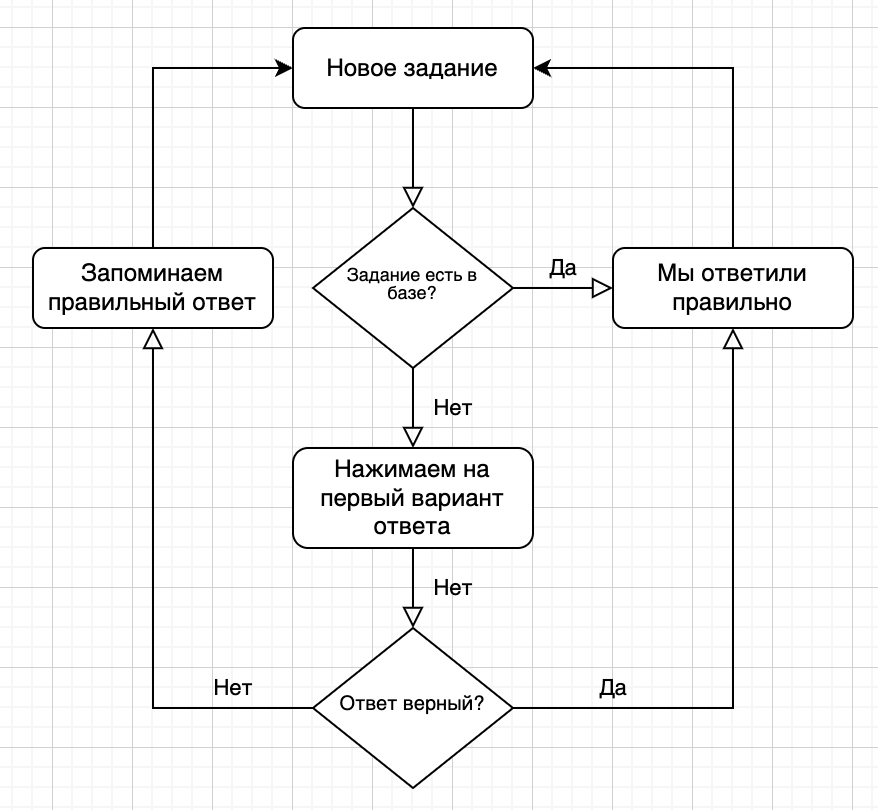 Новое задание
Задание есть в
базе?
Да
Мы ответили
правильно
Запоминаем
правильный ответ
Нет
Нажимаем на
первый вариант
ответа
Нет
Нет
Ответ верный?
Да